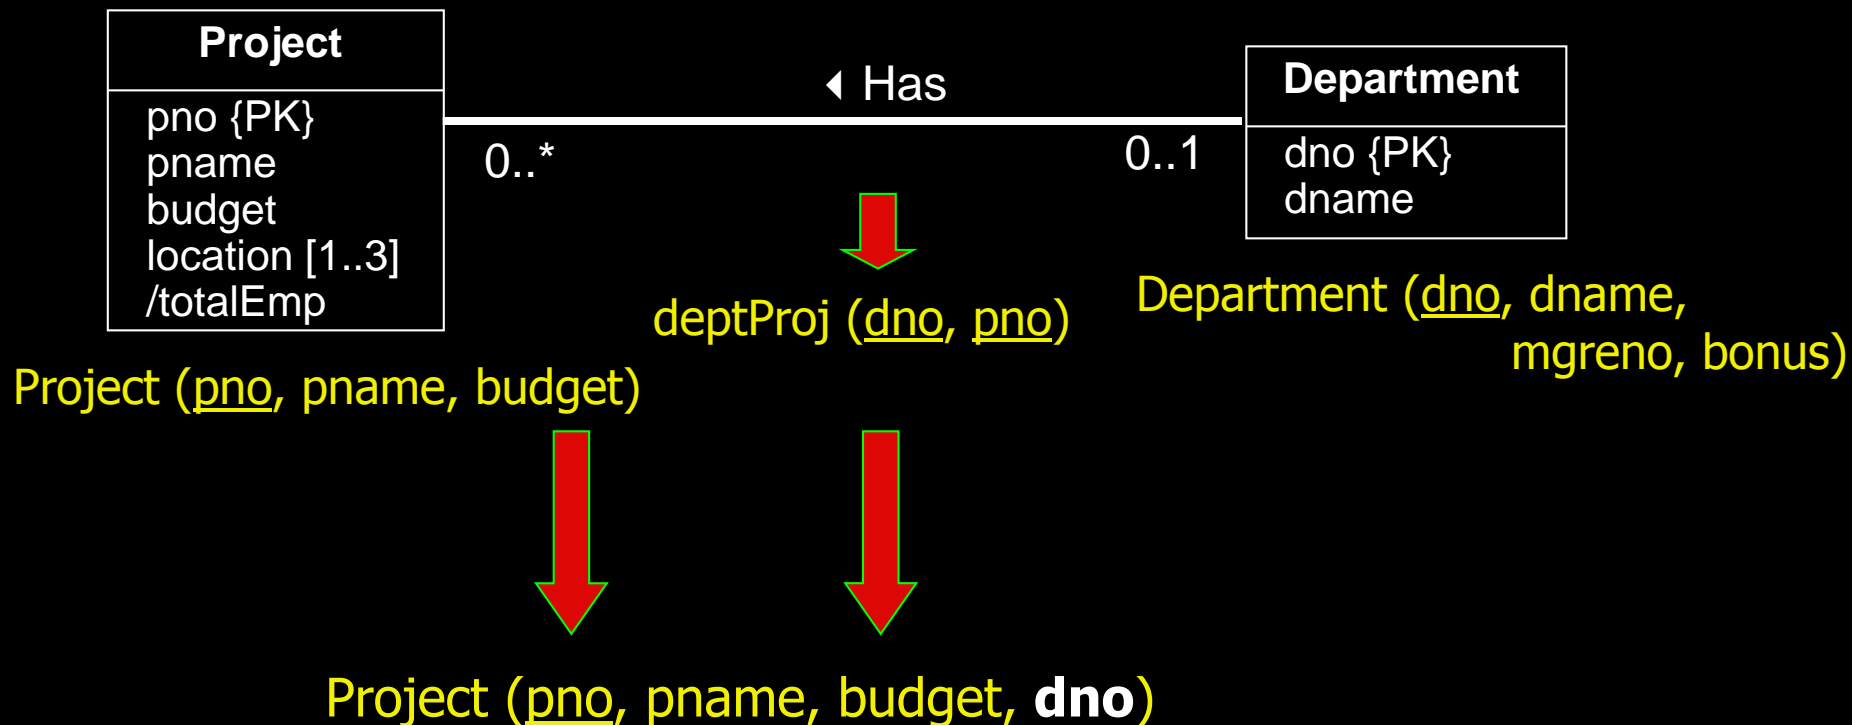 Project
pno {PK}
pname
budget
location [1..3]
/totalEmp
Has
0..*
0..1
Department
dno {PK}
dname
deptProj (dno, pno)
Department (dno, dname,
mgreno, bonus)
Project (pno, pname, budget)
Project (pno, pname, budget, dno)